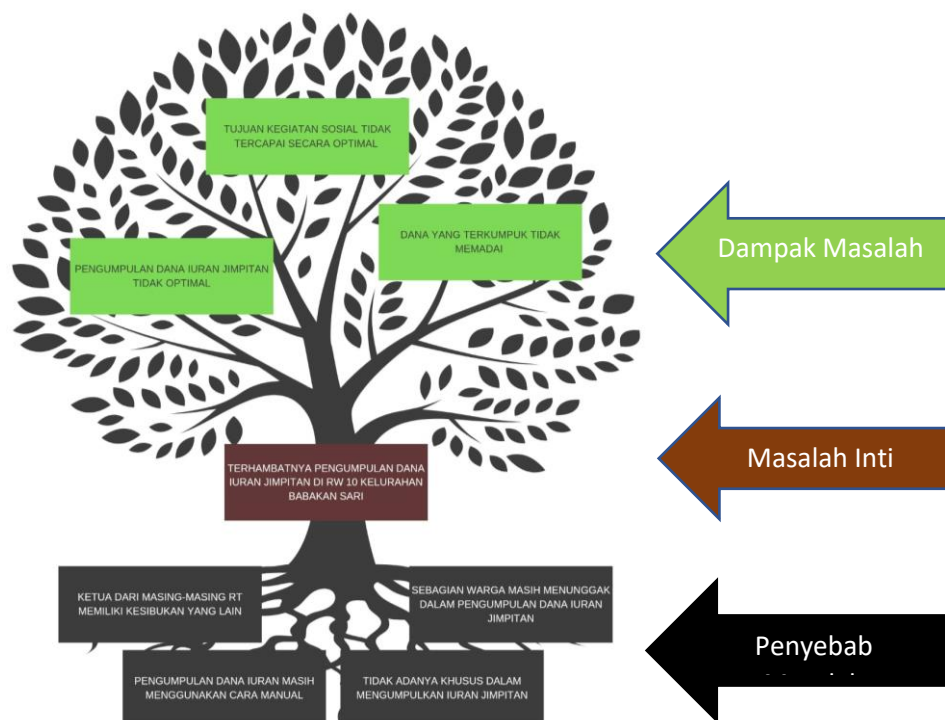 TUJUAN KEGIATAN SOSIAL TIDAK
TERCAPAI SECARA OPTIMAL
DANA YANG TERKUMPUK TIDAK
MEMADAI
PENGUMPULAN DANA IURAN JIMPITAN
TIDAK OPTIMAL
Dampak Masalah
TERHAMBATNYA PENGUMPULAN DANA
IURAN JIMPITAN DI RW 10 KELURAHAN
BABAKAN SARI
Masalah Inti
KETUA DARI MASING-MASING RT
MEMILIKI KESIBUKAN YANG LAIN
SEBAGIAN WARGA MASIH MENUNGGAK
DALAM PENGUMPULAN DANA IURAN
JIMPITAN
PENGUMPULAN DANA IURAN MASIH
MENGGUNAKAN CARA MANUAL
TIDAK ADANYA KHUSUS DALAM
MENGUMPULKAN IURAN JIMPITAN
Penyebab